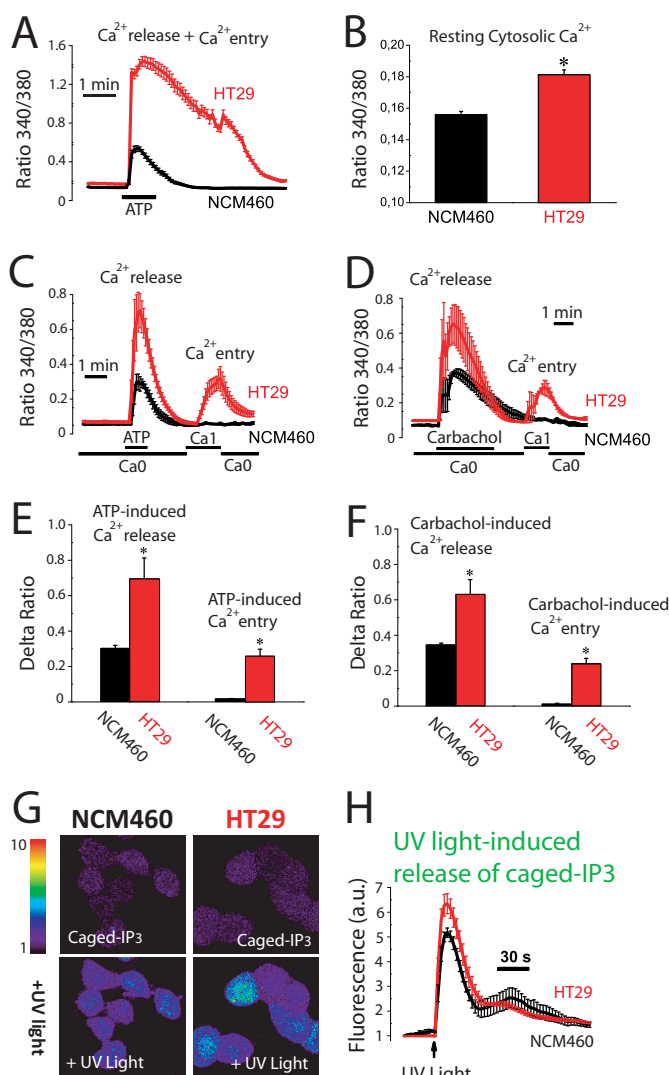 A
Ca2+release + Ca2+entry
1.6
1.2
0.8
0.4
0
Ratio 340/380
1 min
HT29
NCM460
ATP
B
Resting Cytosolic Ca2+
0,20
0,18
0,16
0,14
0,12
0,10
Ratio 340/380
*
NCM460
HT29
C
Ca2+release
0.8
0.6
0.4
0.2
0
Ratio 340/380
1 min
Ca2+entry
HT29
NCM460
ATP
Ca1
Ca0
Ca0
D
Ca2+release
0.8
0.6
0.4
0.2
0
Ratio 340/380
1 min
Ca2+entry
HT29
NCM460
Carbachol
Ca1
Ca0
Ca0
E
ATP-induced
Ca2+release
1.0
0.8
0.6
0.4
0.2
0
Delta Ratio
*
ATP-induced
Ca2+entry
*
NCM460
HT29
NCM460
HT29
F
Carbachol-induced
Ca2+release
1.0
0.8
0.6.
0.4
0.2
0
Delta Ratio
*
Carbachol-induced
Ca2+entry
*
NCM460
HT29
NCM460
HT29
G
NCM460
HT29
10
1
Caged-IP3
Caged-IP3
+UV light
+ UV Light
+ UV Light
H
UV light-induced
release of caged-IP3
7
6
5
4
3
2
1
Fluorescence (a.u.)
30 s
HT29
NCM460
UV Light